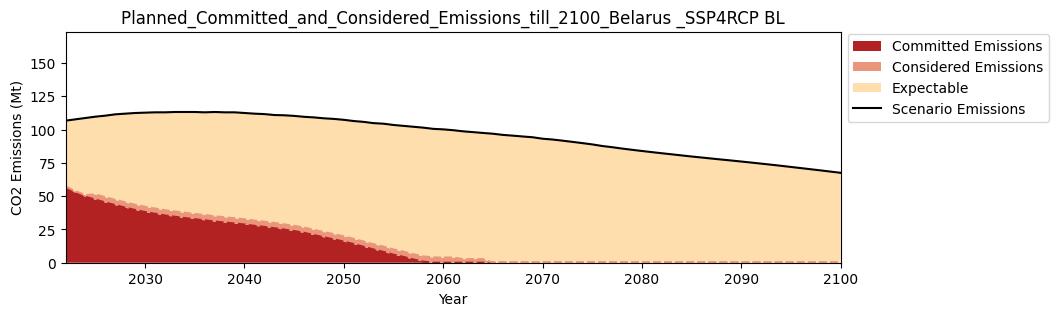 Planned_Committed_and_Considered_Emissions_till_2100_Belarus _SSP4RCP BL
CO2 Emissions (Mt)
150
125
100
75
50
25
0
2030 2040 2050 2060 2070 2080 2090 2100
Year
Committed Emissions
Considered Emissions
Expectable
Scenario Emissions